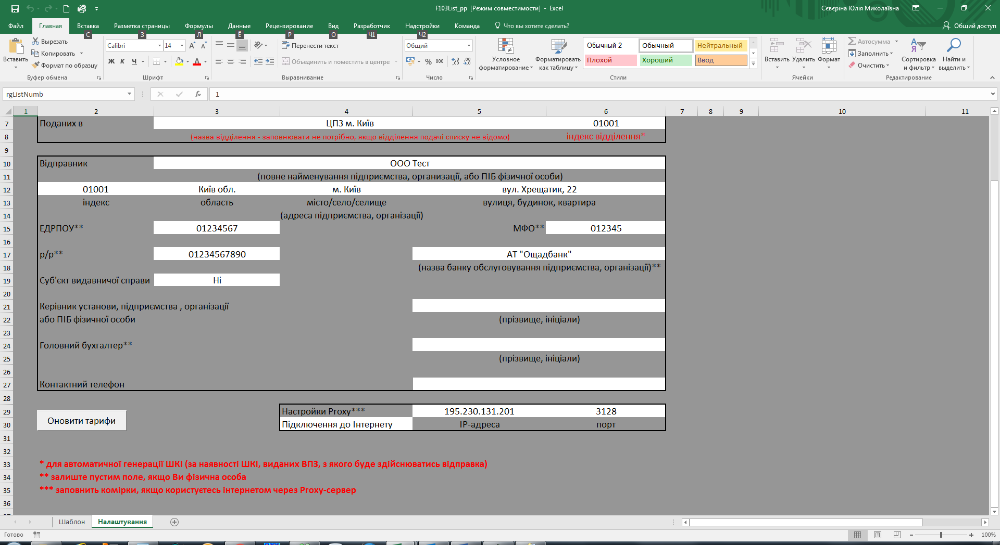 F103List_pp [Режим совместимости] - Excel
Сєвєріна Юлія Миколаївна
Файл Главная Вставка Разметка страницы Формулы Данные Рецензирование Вид Разработчик Надстройки Команда Что вы хотите сделать? Общий доступ
С З Л Ё Р О Ч1 Ч2
Вставить
Вырезать
Копировать
Формат по образцу
Буфер обмена
Calibri 14
Ж К Ч
Шрифт
Перенести текст
Объединить и поместить в центре
Выравнивание
Общий
% 000
Число
Условное форматирование
Форматировать как таблицу
Обычный 2 Обычный Нейтральный
Плохой Хороший Ввод
Стили
Вставить Удалить Формат
Ячейки
Автосумма
Заполнить
Очистить
Сортировка и фильтр
Найти и выделить
Редактирование
rgListNumb fx 1
1 2 3 4 5 6 7 8 9 10 11
7 Поданих в ЦПЗ м. Київ 01001
8 (назва відділення - заповнювати не потрібно, якщо відділення подачі списку не відомо) індекс відділення*
9
10 Відправник ООО Тест
11 (повне найменування підприємства, организації, або ПІБ фізичної особи)
12 01001 Київ обл. м. Київ вул. Хрещатик, 22
13 індекс область місто/село/селище вулиця, будинок, квартира
14 (адреса підприємства, організації)
15 ЕДРПОУ** 01234567 МФО** 012345
16
17 р/р** 01234567890 АТ "Ощадбанк"
18 (назва банку обслуговування підприємства, організації)**
19 Суб'єкт видавничої справи Ні
20
21 Керівник установи, підприємства , організації
22 або ПІБ фізичної особи (прізвище, ініціали)
23
24 Головний бухгалтер**
25 (прізвище, ініціали)
26
27 Контактний телефон
28
29 Настройки Proxy*** 195.230.131.201 3128
Оновити тарифи
30 Підключення до Інтернету IP-адреса порт
31
32
33 * для автоматичної генерації ШКІ (за наявності ШКІ, виданих ВПЗ, з якого буде здійснюватись відправка)
34 ** залиште пустим поле, якщо Ви фізична особа
35 *** заповнить комірки, якщо користуєтесь інтернетом через Proxy-сервер
36
Шаблон Налаштування
Готово 100%